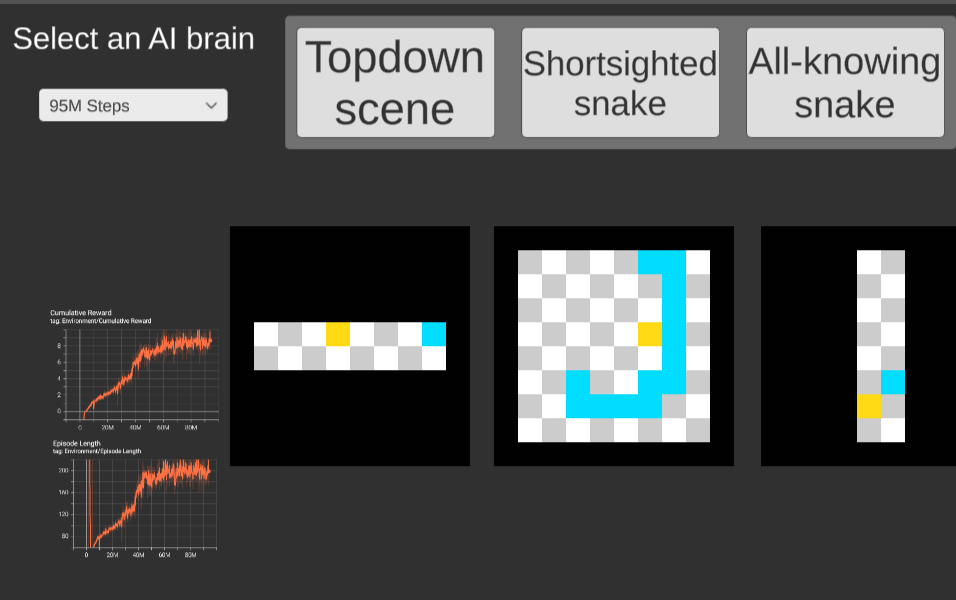 Select an AI brain
95M Steps
Topdown
scene
Shortsighted
snake
All-knowing
snake
Cumulative Reward
tag: Environment/Cumulative Reward
8
6
4
2
0
0 20M 40M 60M 80M
Episode Length
tag: Environment/Episode Length
200
160
120
80
0 20M 40M 60M 80M